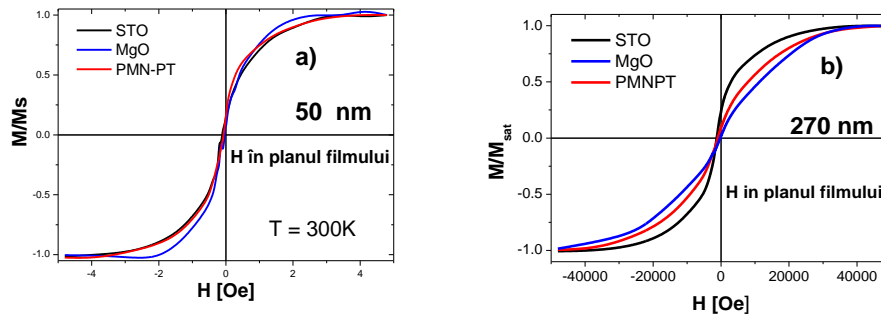 1.0
0.5
0.0
-0.5
-1.0
M/Ms
STO
MgO
PMN-PT
a)
50 nm
H în planul filmului
T = 300K
-4
-2
0
2
4
H [Oe]
1.0
0.5
0.0
-0.5
-1.0
M/Msat
STO
MgO
PMNPT
b)
270 nm
H in planul filmului
-40000
-20000
0
20000
40000
H [Oe]